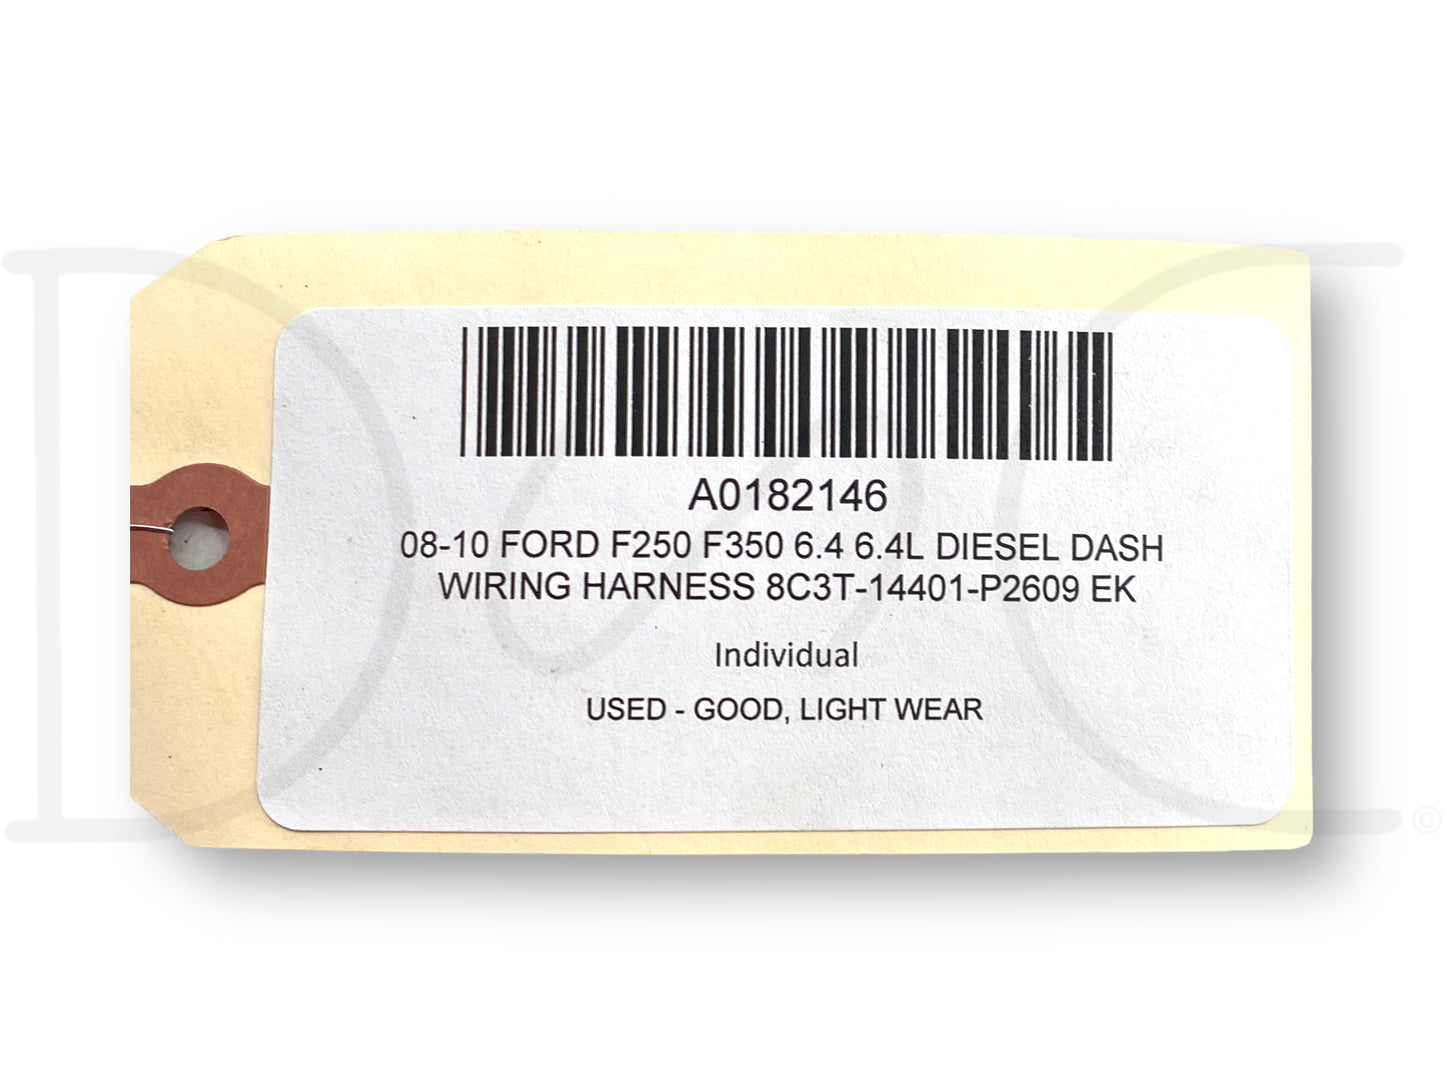 A0182146
08-10 FORD F250 F350 6.4 6.4L DIESEL DASH
WIRING HARNESS 8C3T-14401-P2609 EK
Individual
USED - GOOD, LIGHT WEAR
©